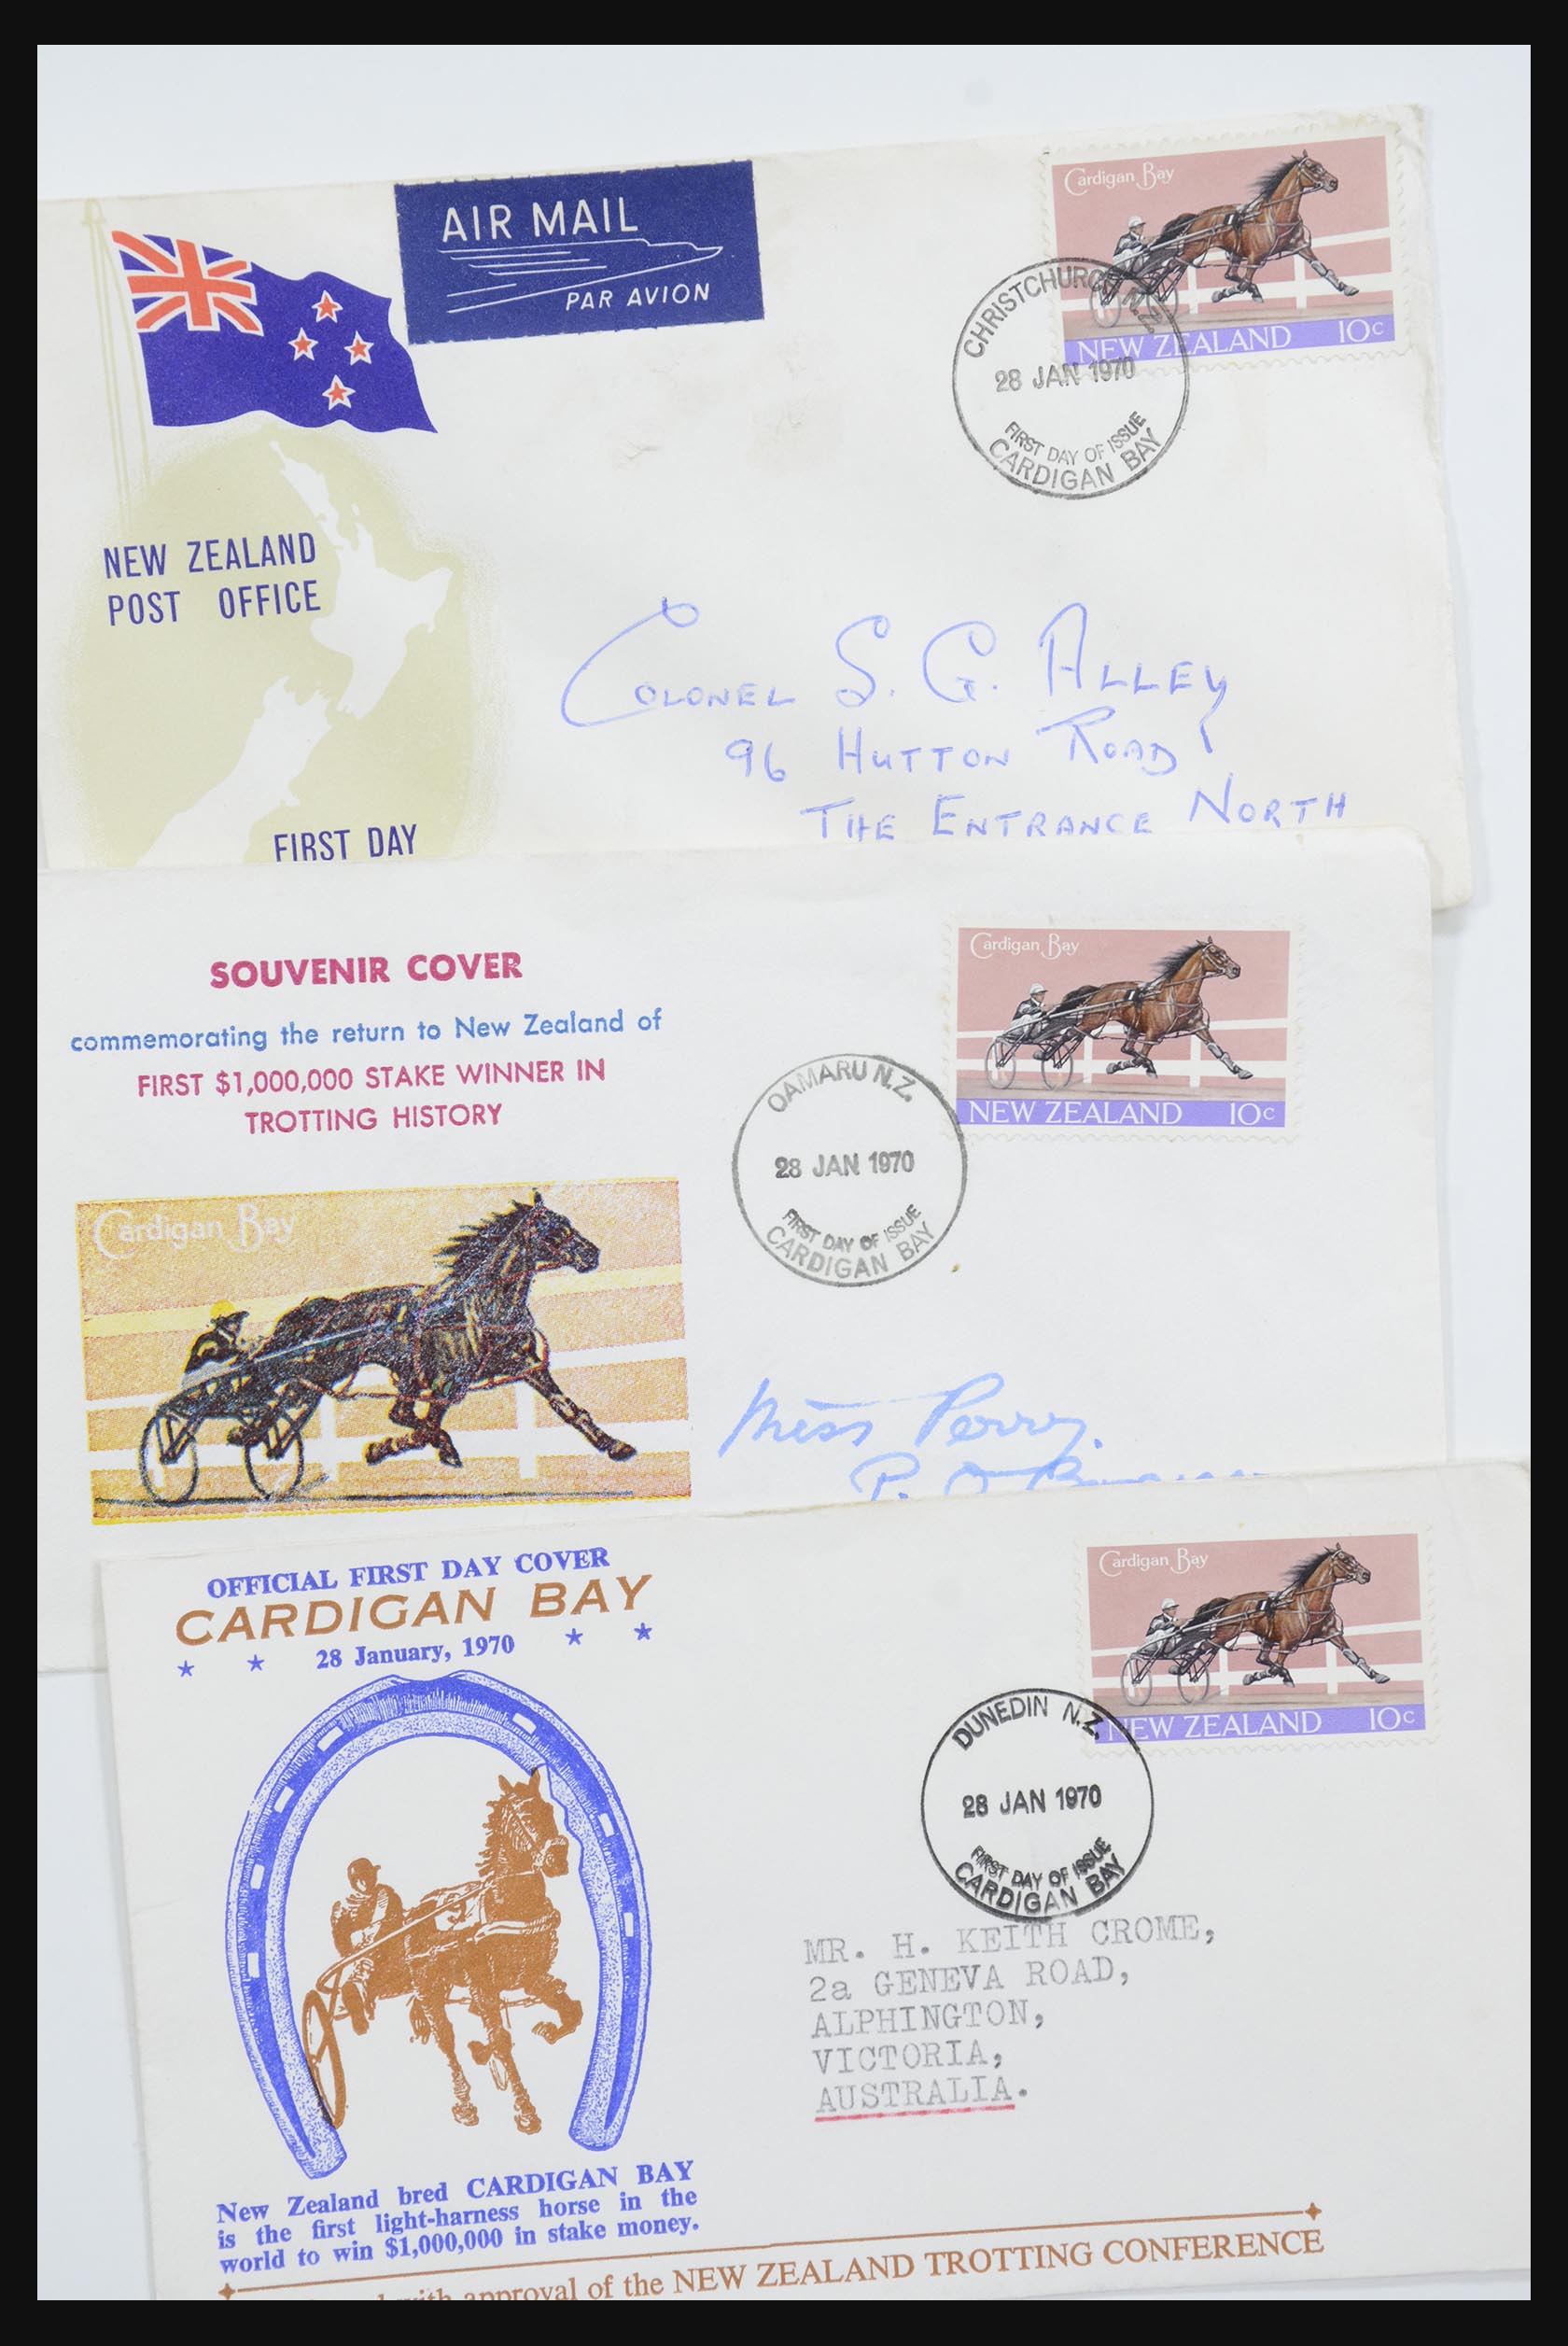 AIR MAIL
PAR AVION
Cardigan Bay
NEW ZEALAND 10c
CHRISTCHURCH N.Z.
28 JAN 1970
FIRST DAY OF ISSUE
CARDIGAN BAY
NEW ZEALAND
POST OFFICE
FIRST DAY
COLONEL S. G. ALLEY
96 HUTTON ROAD
THE ENTRANCE NORTH
SOUVENIR COVER
commemorating the return to New Zealand of
FIRST $1,000,000 STAKE WINNER IN
TROTTING HISTORY
Cardigan Bay
Cardigan Bay
NEW ZEALAND 10c
OAMARU N.Z.
28 JAN 1970
FIRST DAY OF ISSUE
CARDIGAN BAY
Miss Perry.
P. O.
OFFICIAL FIRST DAY COVER
CARDIGAN BAY
28 January, 1970
Cardigan Bay
NEW ZEALAND 10c
DUNEDIN N.Z.
28 JAN 1970
FIRST DAY OF ISSUE
CARDIGAN BAY
MR. H. KEITH CROME,
2a GENEVA ROAD,
ALPHINGTON,
VICTORIA,
AUSTRALIA.
New Zealand bred CARDIGAN BAY
is the first light-harness horse in the
world to win $1,000,000 in stake money.
with approval of the NEW ZEALAND TROTTING CONFERENCE